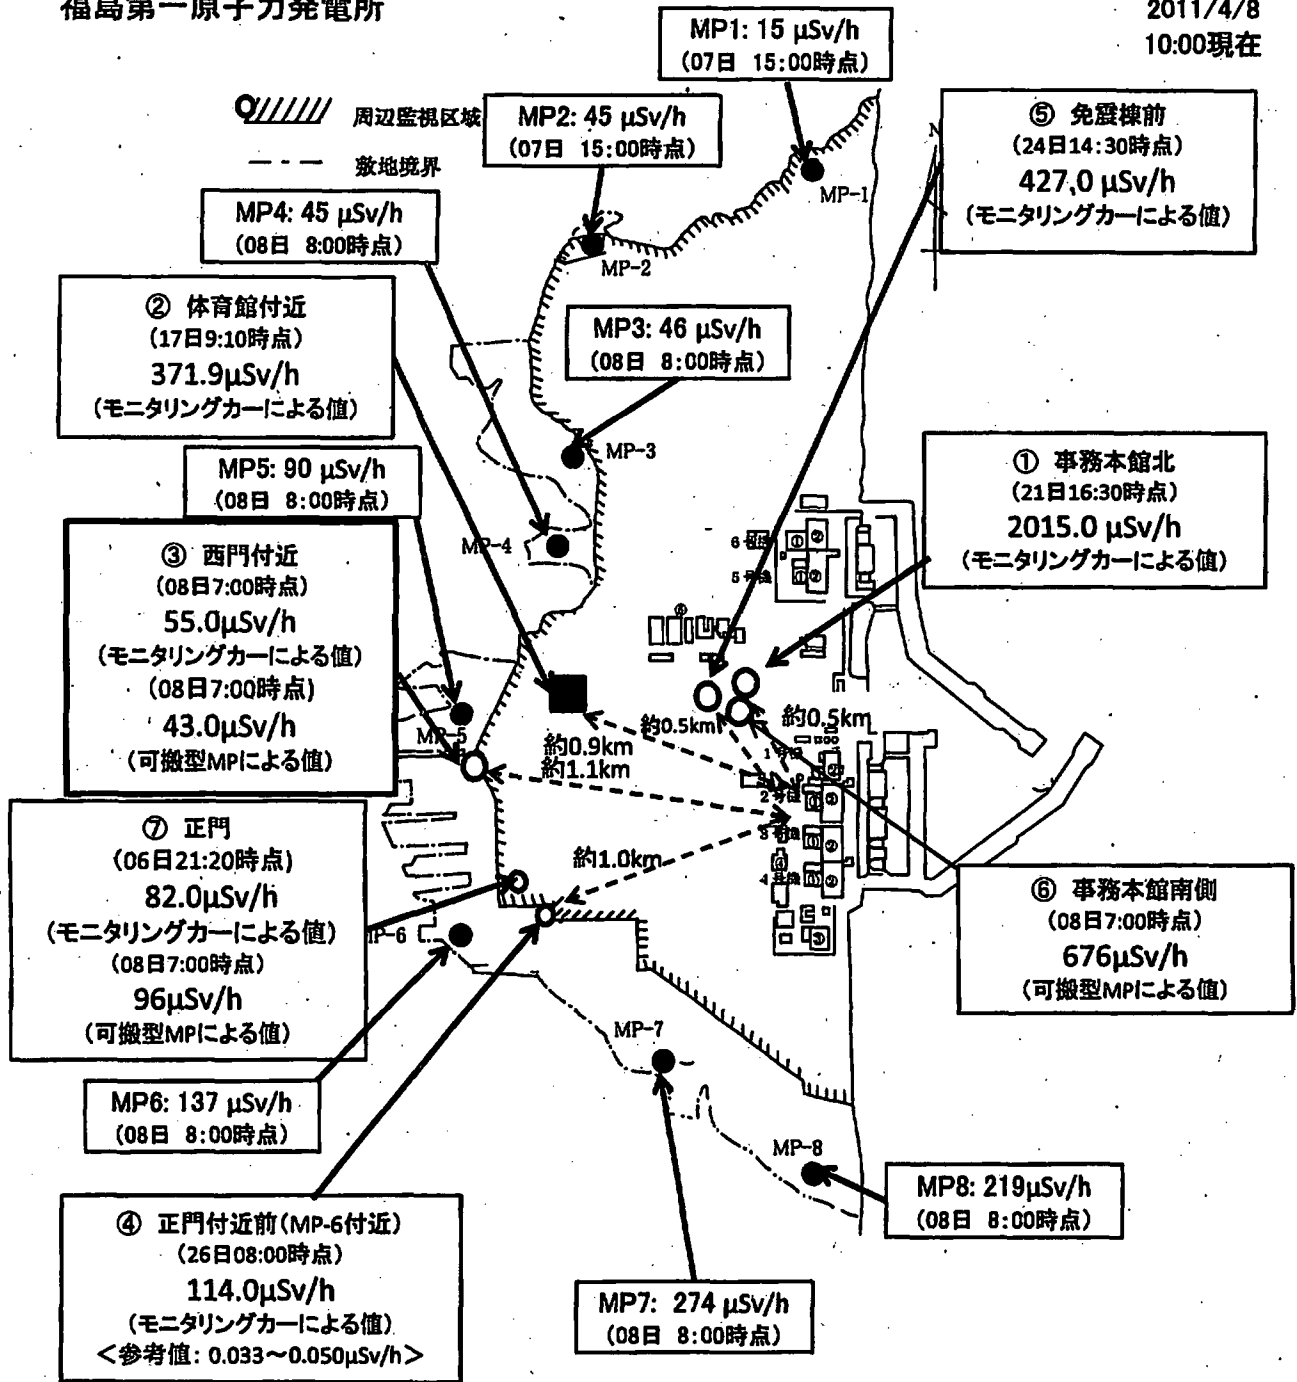 福島第一原子力発電所
2011/4/8
10:00現在
周辺監視区域
敷地境界
MP1: 15 μSv/h
(07日 15:00時点)
MP2: 45 μSv/h
(07日 15:00時点)
MP4: 45 μSv/h
(08日 8:00時点)
② 体育館付近
(17日9:10時点)
371.9μSv/h
(モニタリングカーによる値)
MP3: 46 μSv/h
(08日 8:00時点)
⑤ 免震棟前
(24日14:30時点)
427.0 μSv/h
(モニタリングカーによる値)
N
MP-1
MP-2
MP-3
MP-4
MP5: 90 μSv/h
(08日 8:00時点)
① 事務本館北
(21日16:30時点)
2015.0 μSv/h
(モニタリングカーによる値)
③ 西門付近
(08日7:00時点)
55.0μSv/h
(モニタリングカーによる値)
(08日7:00時点)
43.0μSv/h
(可搬型MPによる値)
6号機
① ②
5号機
① ②
MP-5
約0.5km
約0.5km
約0.9km
約1.1km
1号機
②
2号機
① ②
3号機
① ②
4号機
① ②
④
約1.0km
⑦ 正門
(06日21:20時点)
82.0μSv/h
(モニタリングカーによる値)
(08日7:00時点)
96μSv/h
(可搬型MPによる値)
IP-6
⑥ 事務本館南側
(08日7:00時点)
676μSv/h
(可搬型MPによる値)
MP-7
MP-8
MP6: 137 μSv/h
(08日 8:00時点)
MP8: 219μSv/h
(08日 8:00時点)
④ 正門付近前(MP-6付近)
(26日08:00時点)
114.0μSv/h
(モニタリングカーによる値)
<参考値: 0.033～0.050μSv/h>
MP7: 274 μSv/h
(08日 8:00時点)